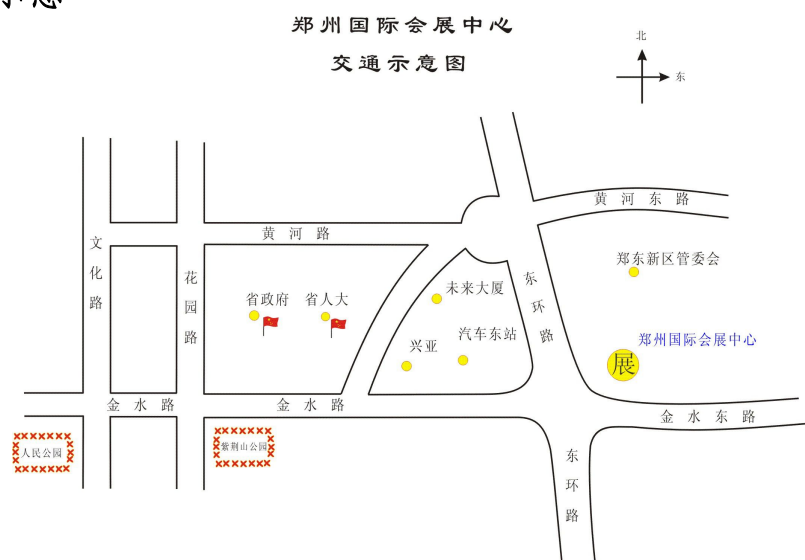 示意
郑州国际会展中心
交通示意图
北
东
黄河东路
黄河路
文化路
花园路
东环路
郑东新区管委会
省政府
省人大
未来大厦
汽车东站
兴亚
郑州国际会展中心
展
金水路
金水路
金水东路
人民公园
紫荆山公园
东环路